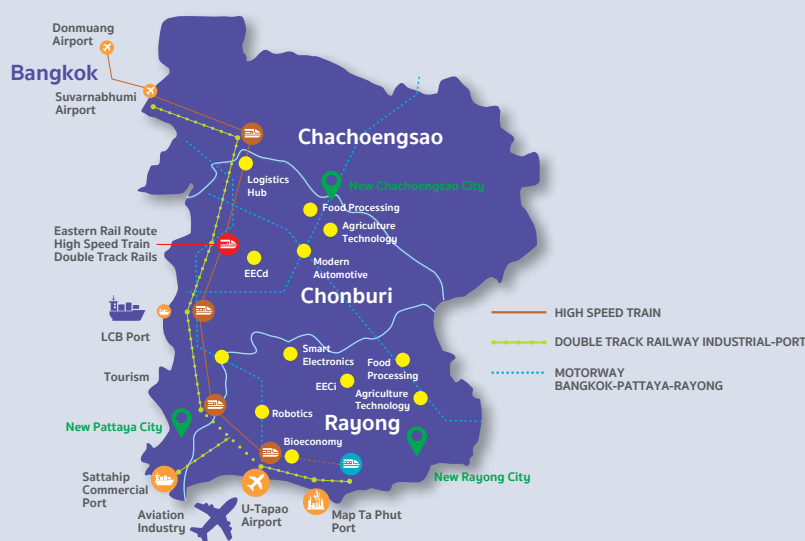 Donmuang
Airport
Bangkok
Suvarnabhumi
Airport
Chachoengsao
Logistics
Hub
New Chachoengsao City
Food Processing
Agriculture
Technology
Eastern Rail Route
High Speed Train
Double Track Rails
EECd
Modern
Automotive
Chonburi
LCB Port
HIGH SPEED TRAIN
DOUBLE TRACK RAILWAY INDUSTRIAL-PORT
MOTORWAY
BANGKOK-PATTAYA-RAYONG
Smart
Electronics
Food
Processing
Tourism
EECi
Agriculture
Technology
Robotics
Rayong
New Pattaya City
Bioeconomy
New Rayong City
Sattahip
Commercial
Port
Aviation
Industry
U-Tapao
Airport
Map Ta Phut
Port